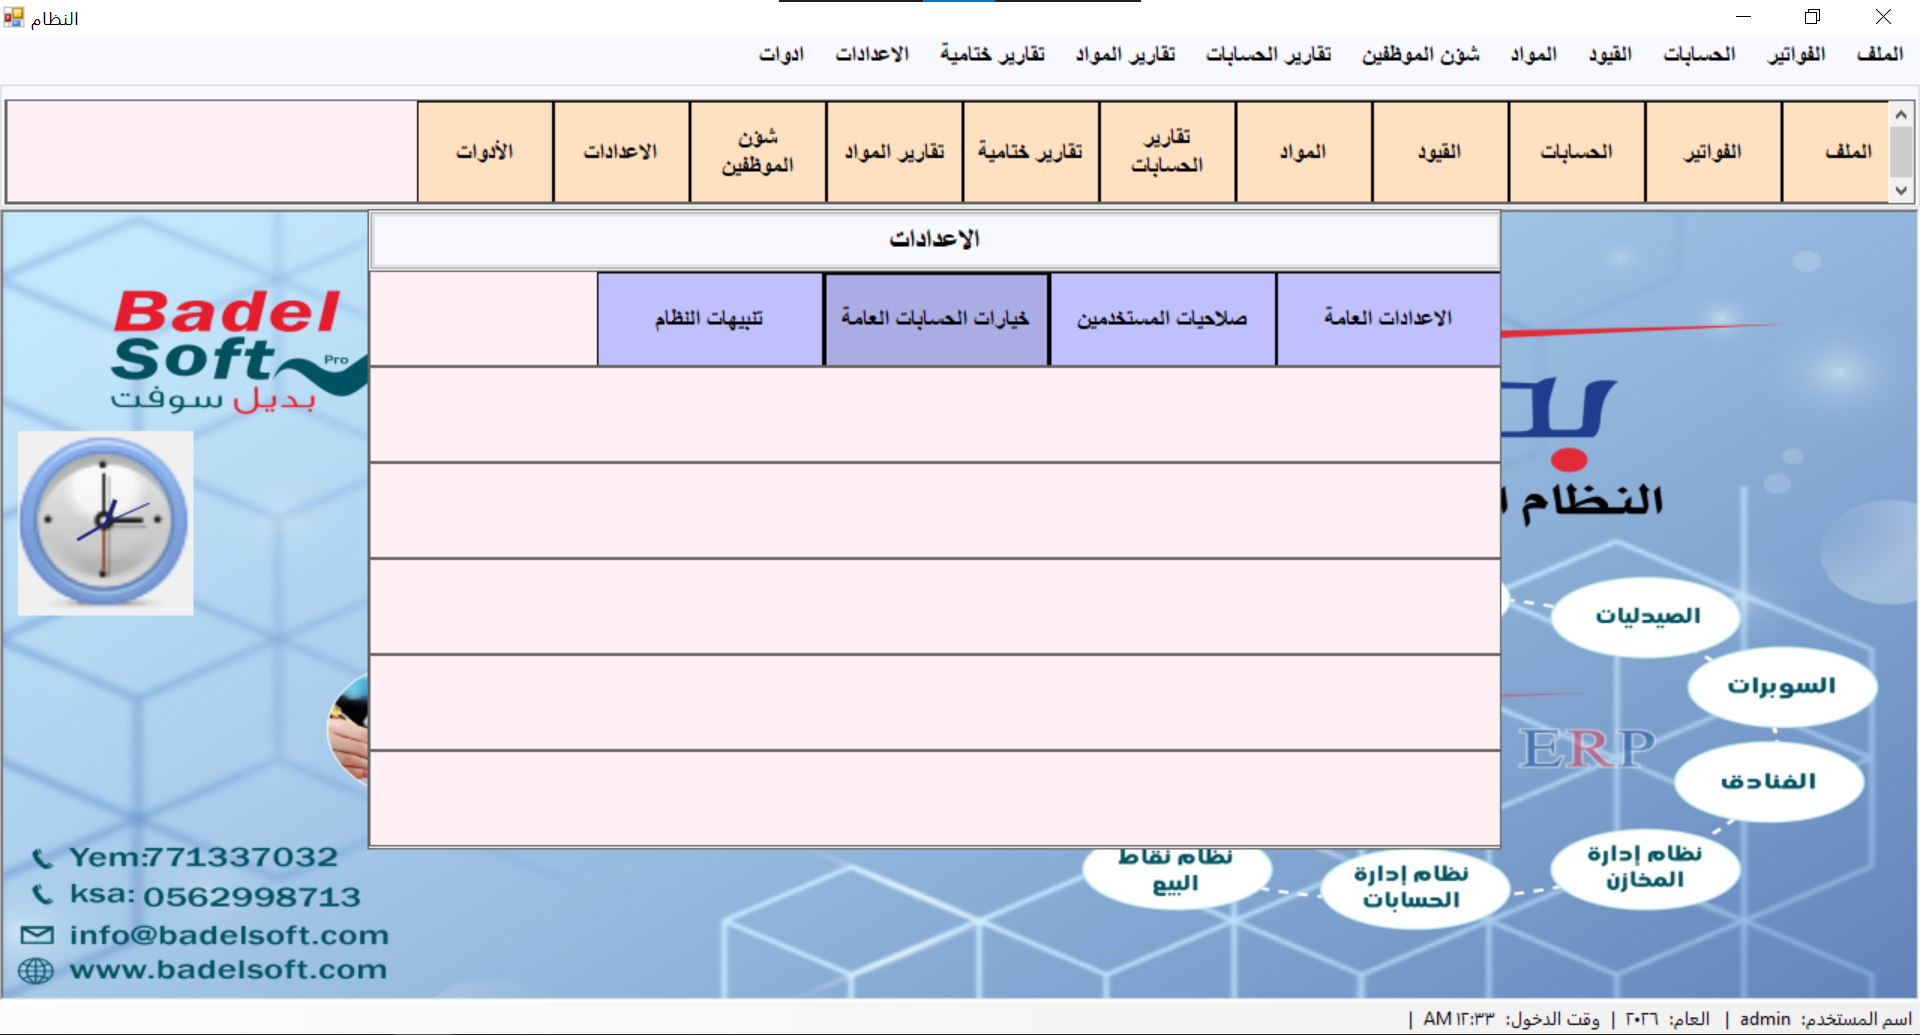 النظام
الملف الفواتير الحسابات القيود المواد شؤن الموظفين تقارير الحسابات تقارير المواد تقارير ختامية الاعدادات ادوات
الملف
الفواتير
الحسابات
القيود
المواد
تقارير
الحسابات
تقارير ختامية
تقارير المواد
شؤن
الموظفين
الاعدادات
الأدوات
الاعدادات
الاعدادات العامة
صلاحيات المستخدمين
خيارات الحسابات العامة
تنبيهات النظام
Badel
Soft
Pro
بديل سوفت
النظام
الصيدليات
السوبرات
ERP
الفنادق
نظام إدارة
المخازن
نظام إدارة
الحسابات
نظام نقاط
البيع
Yem:771337032
ksa: 0562998713
info@badelsoft.com
www.badelsoft.com
اسم المستخدم: admin | العام: ٢٠٢٦ | وقت الدخول: ١٢:٣٣ AM |